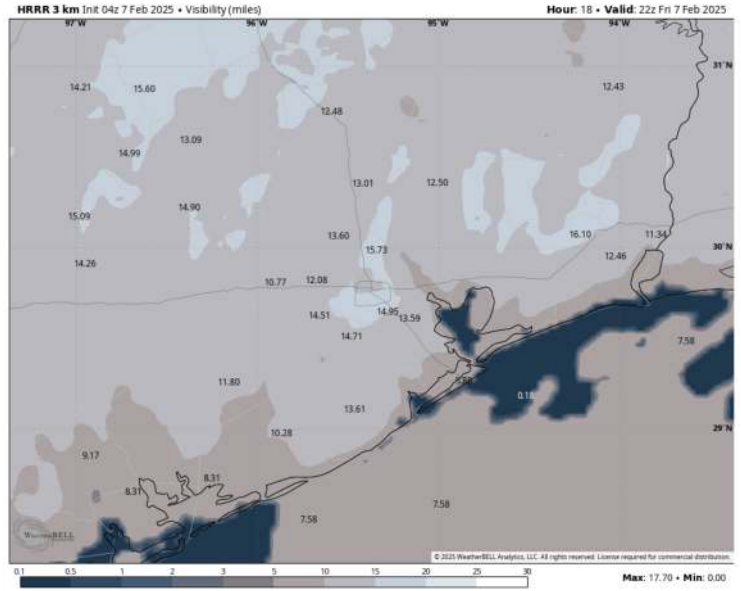 HRRR 3 km Init 04z 7 Feb 2025 • Visibility (miles)
Hour: 18 • Valid: 22z Fri 7 Feb 2025
97°W 96°W 95°W 94°W
31°N
14.21 15.60 12.43
12.48
13.09
14.99
13.01 12.50
14.90
15.09
13.60 16.10 11.34
30°N
15.73
14.26 12.46
10.77 12.08
14.51 14.95 13.59
14.71
7.58
11.80
0.18
13.61
10.28 29°N
9.17
8.31 8.31
7.58
7.58
WEATHERBELL
© 2025 WeatherBELL Analytics, LLC. All rights reserved. License required for commercial distribution.
0.1 0.5 1 2 3 5 10 15 20 25 30
Max: 17.70 • Min: 0.00